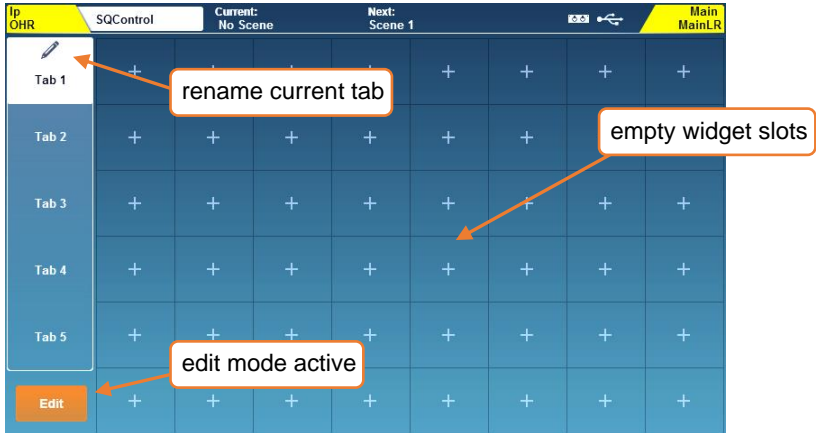 Ip
OHR
SQControl
Current:
No Scene
Next:
Scene 1
Main
MainLR
Tab 1
rename current tab
Tab 2
empty widget slots
Tab 3
Tab 4
Tab 5
edit mode active
Edit